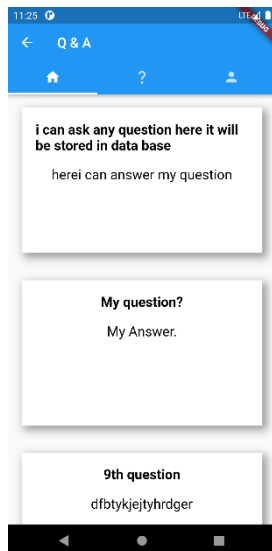 11:25 LTE DEBUG
Q & A
?
i can ask any question here it will
be stored in data base
herei can answer my question
My question?
My Answer.
9th question
dfbtykjejtyhrdger